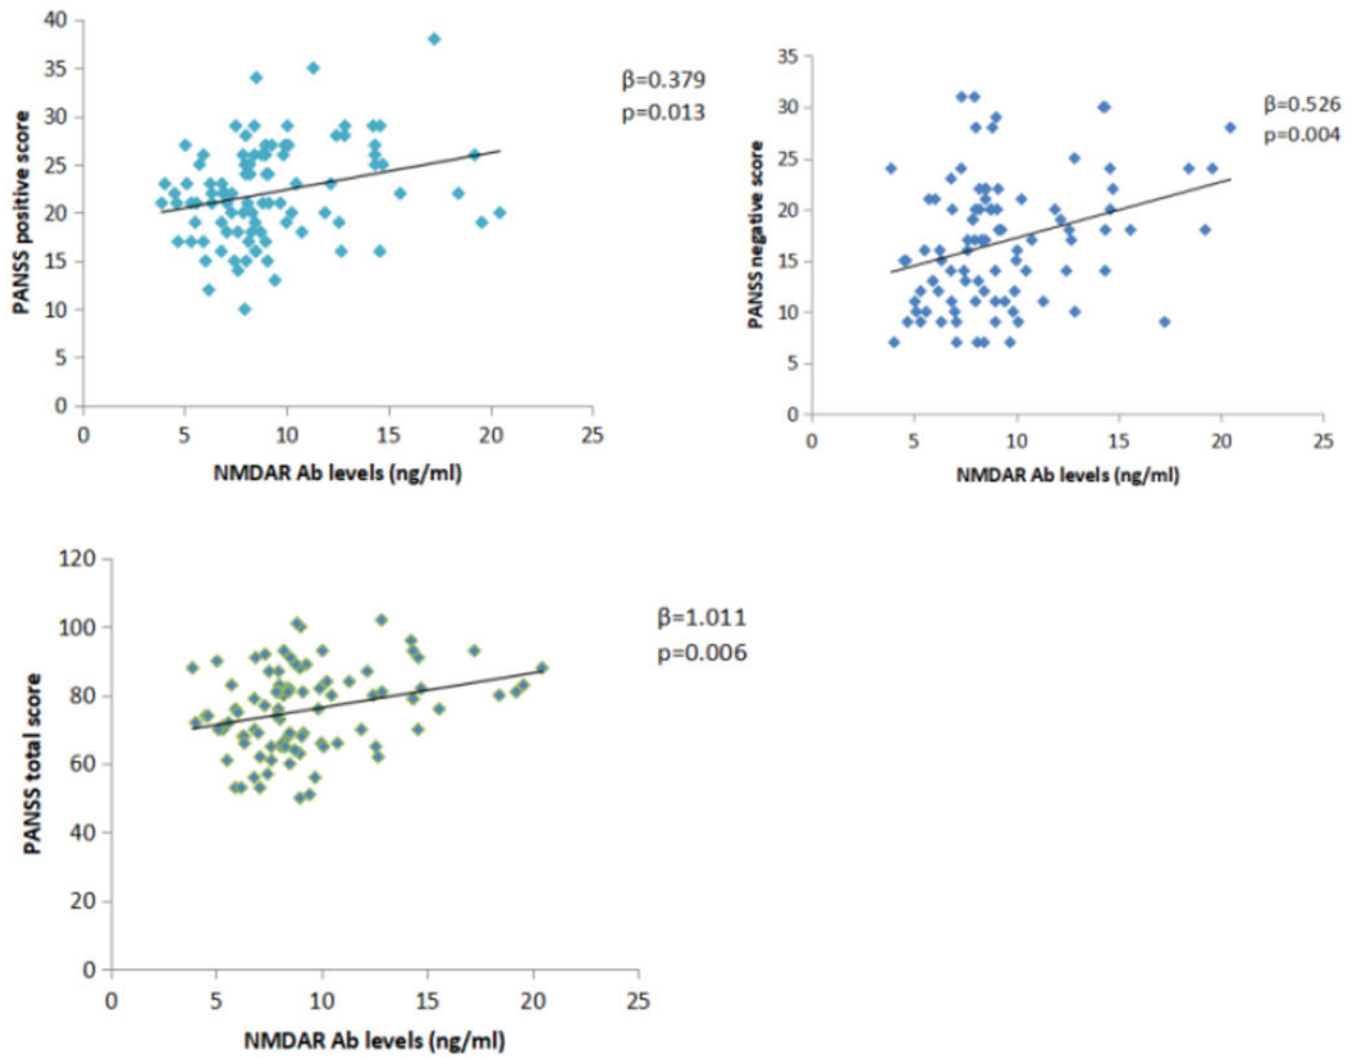 40
35
30
25
20
15
10
5
0
0 5 10 15 20 25
PANSS positive score
NMDAR Ab levels (ng/ml)
β=0.379
p=0.013
35
30
25
20
15
10
5
0
0 5 10 15 20 25
PANSS negative score
NMDAR Ab levels (ng/ml)
β=0.526
p=0.004
120
100
80
60
40
20
0
0 5 10 15 20 25
PANSS total score
NMDAR Ab levels (ng/ml)
β=1.011
p=0.006